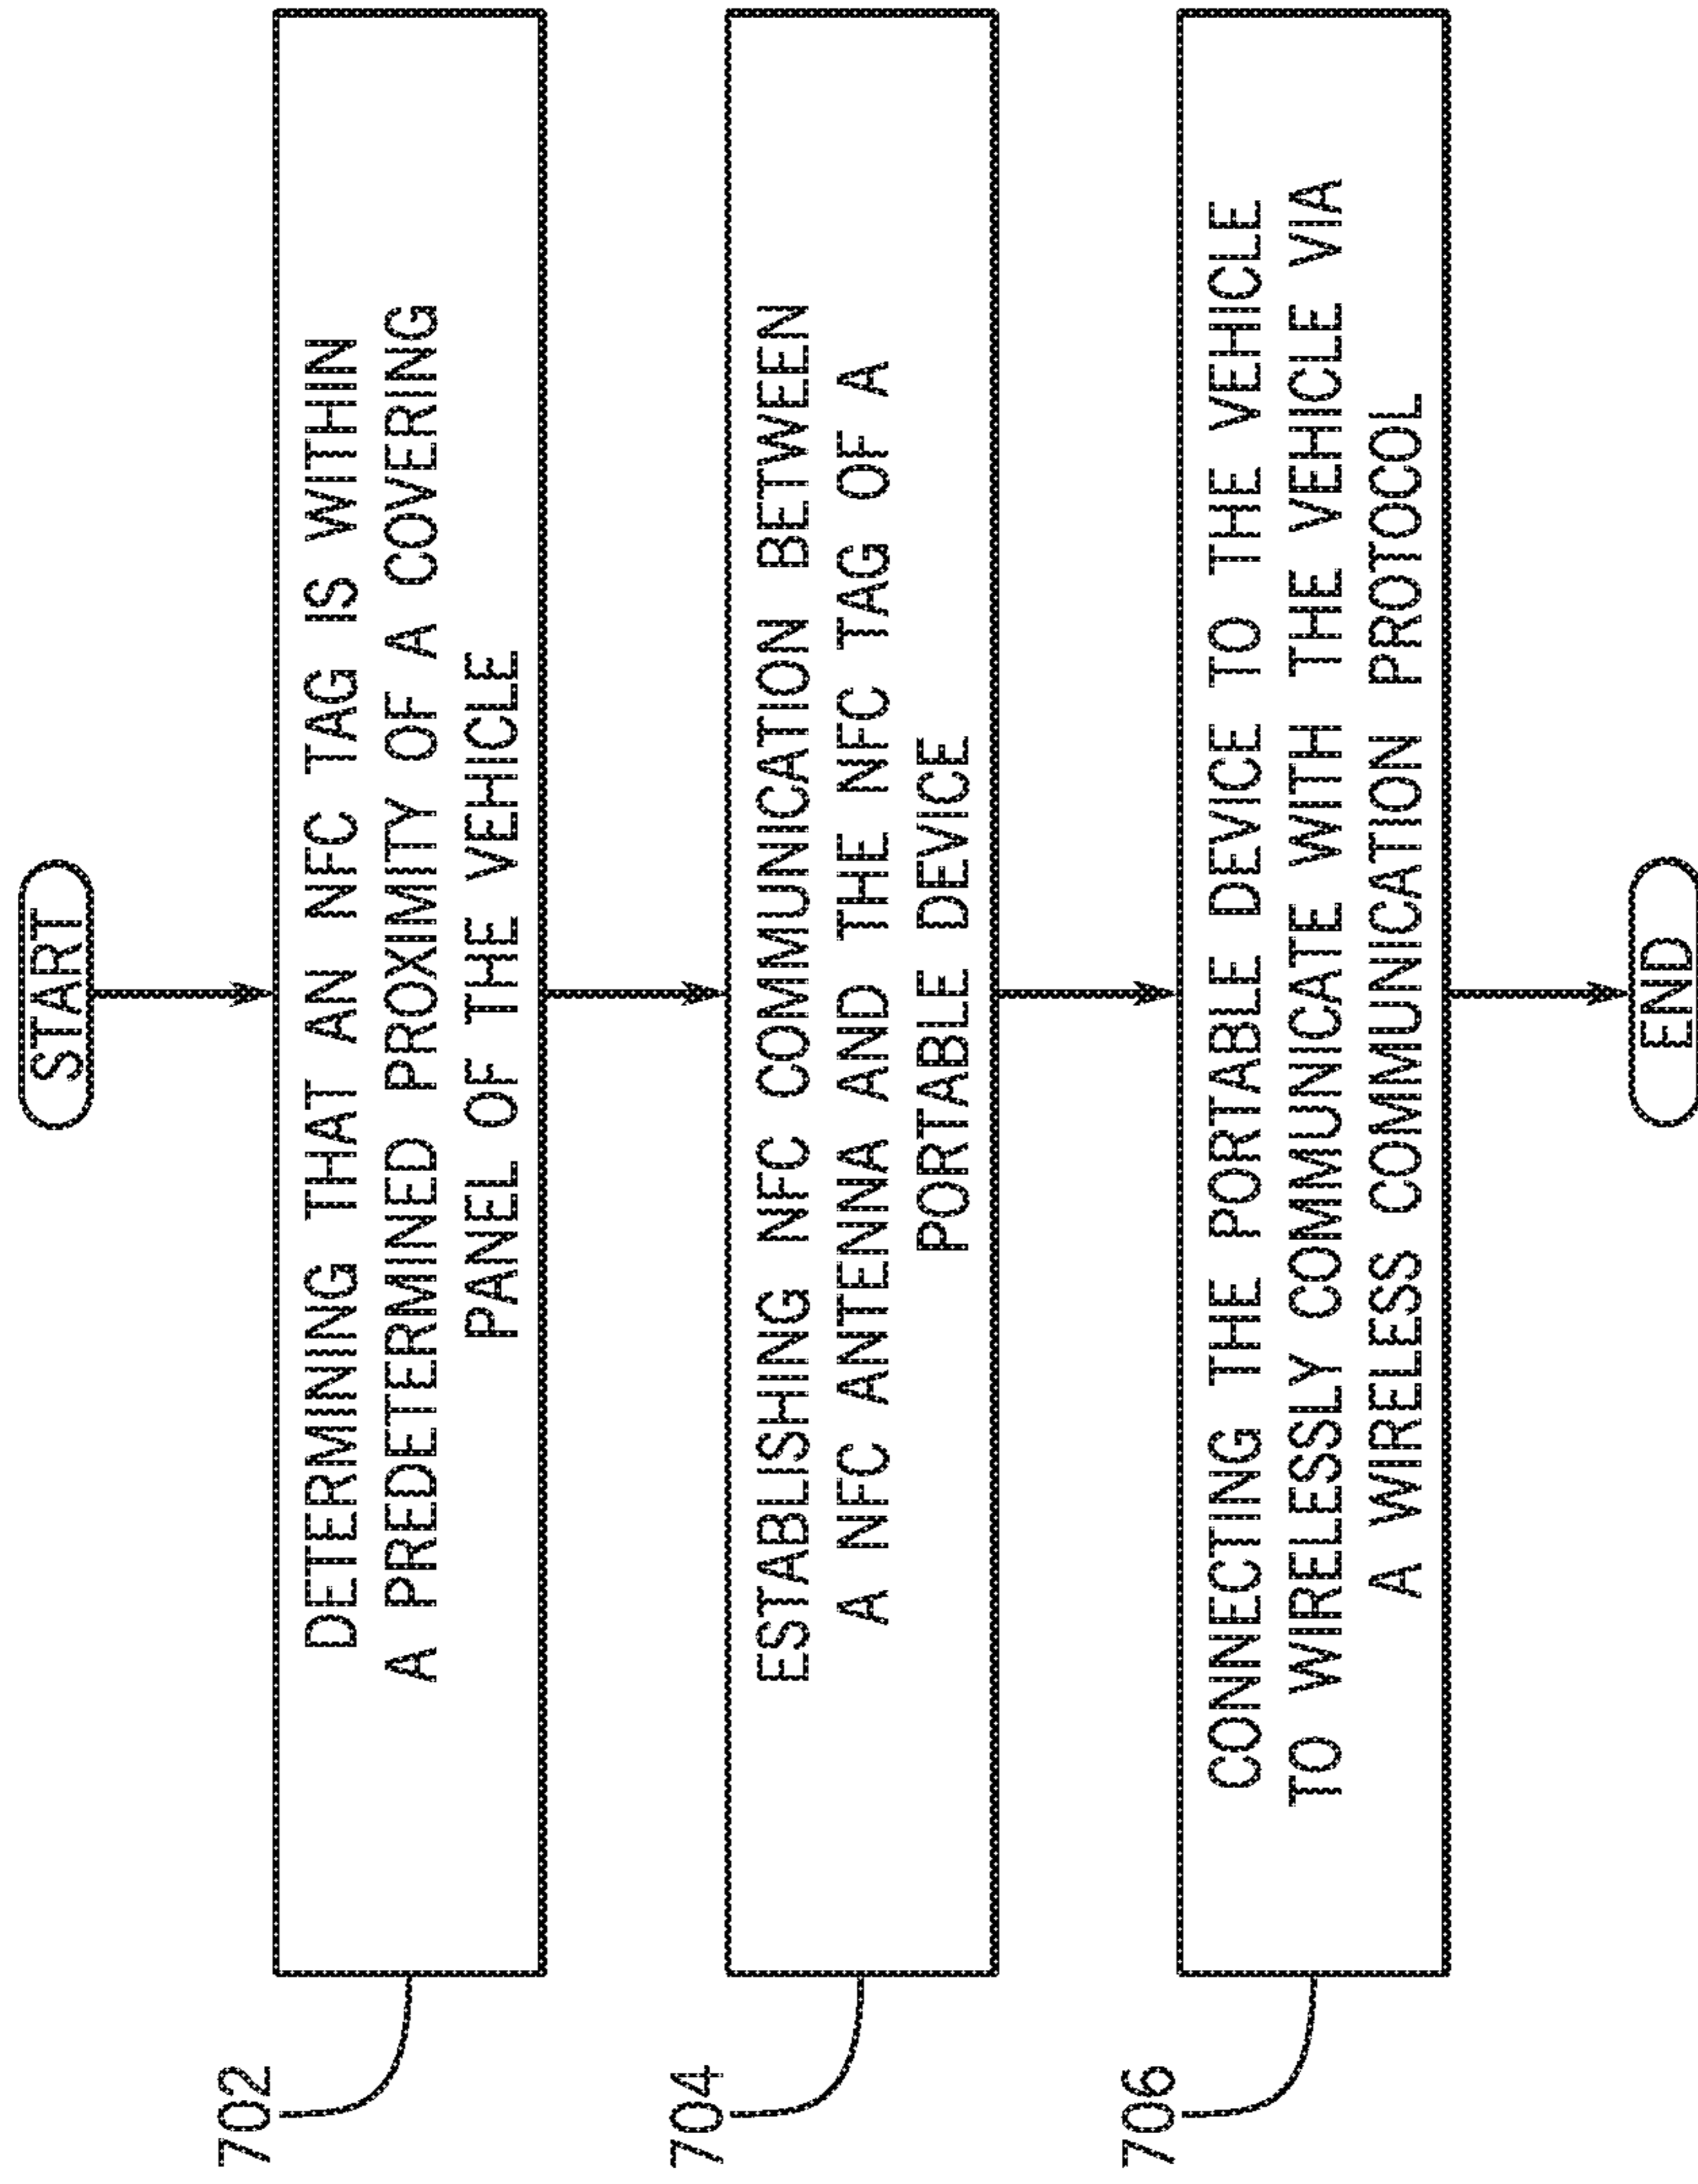 START
702
DETERMINING THAT AN NFC TAG IS WITHIN
A PREDETERMINED PROXIMITY OF A COVERING
PANEL OF THE VEHICLE
704
ESTABLISHING NFC COMMUNICATION BETWEEN
A NFC ANTENNA AND THE NFC TAG OF A
PORTABLE DEVICE
706
CONNECTING THE PORTABLE DEVICE TO THE VEHICLE
TO WIRELESSLY COMMUNICATE WITH THE VEHICLE VIA
A WIRELESS COMMUNICATION PROTOCOL
END